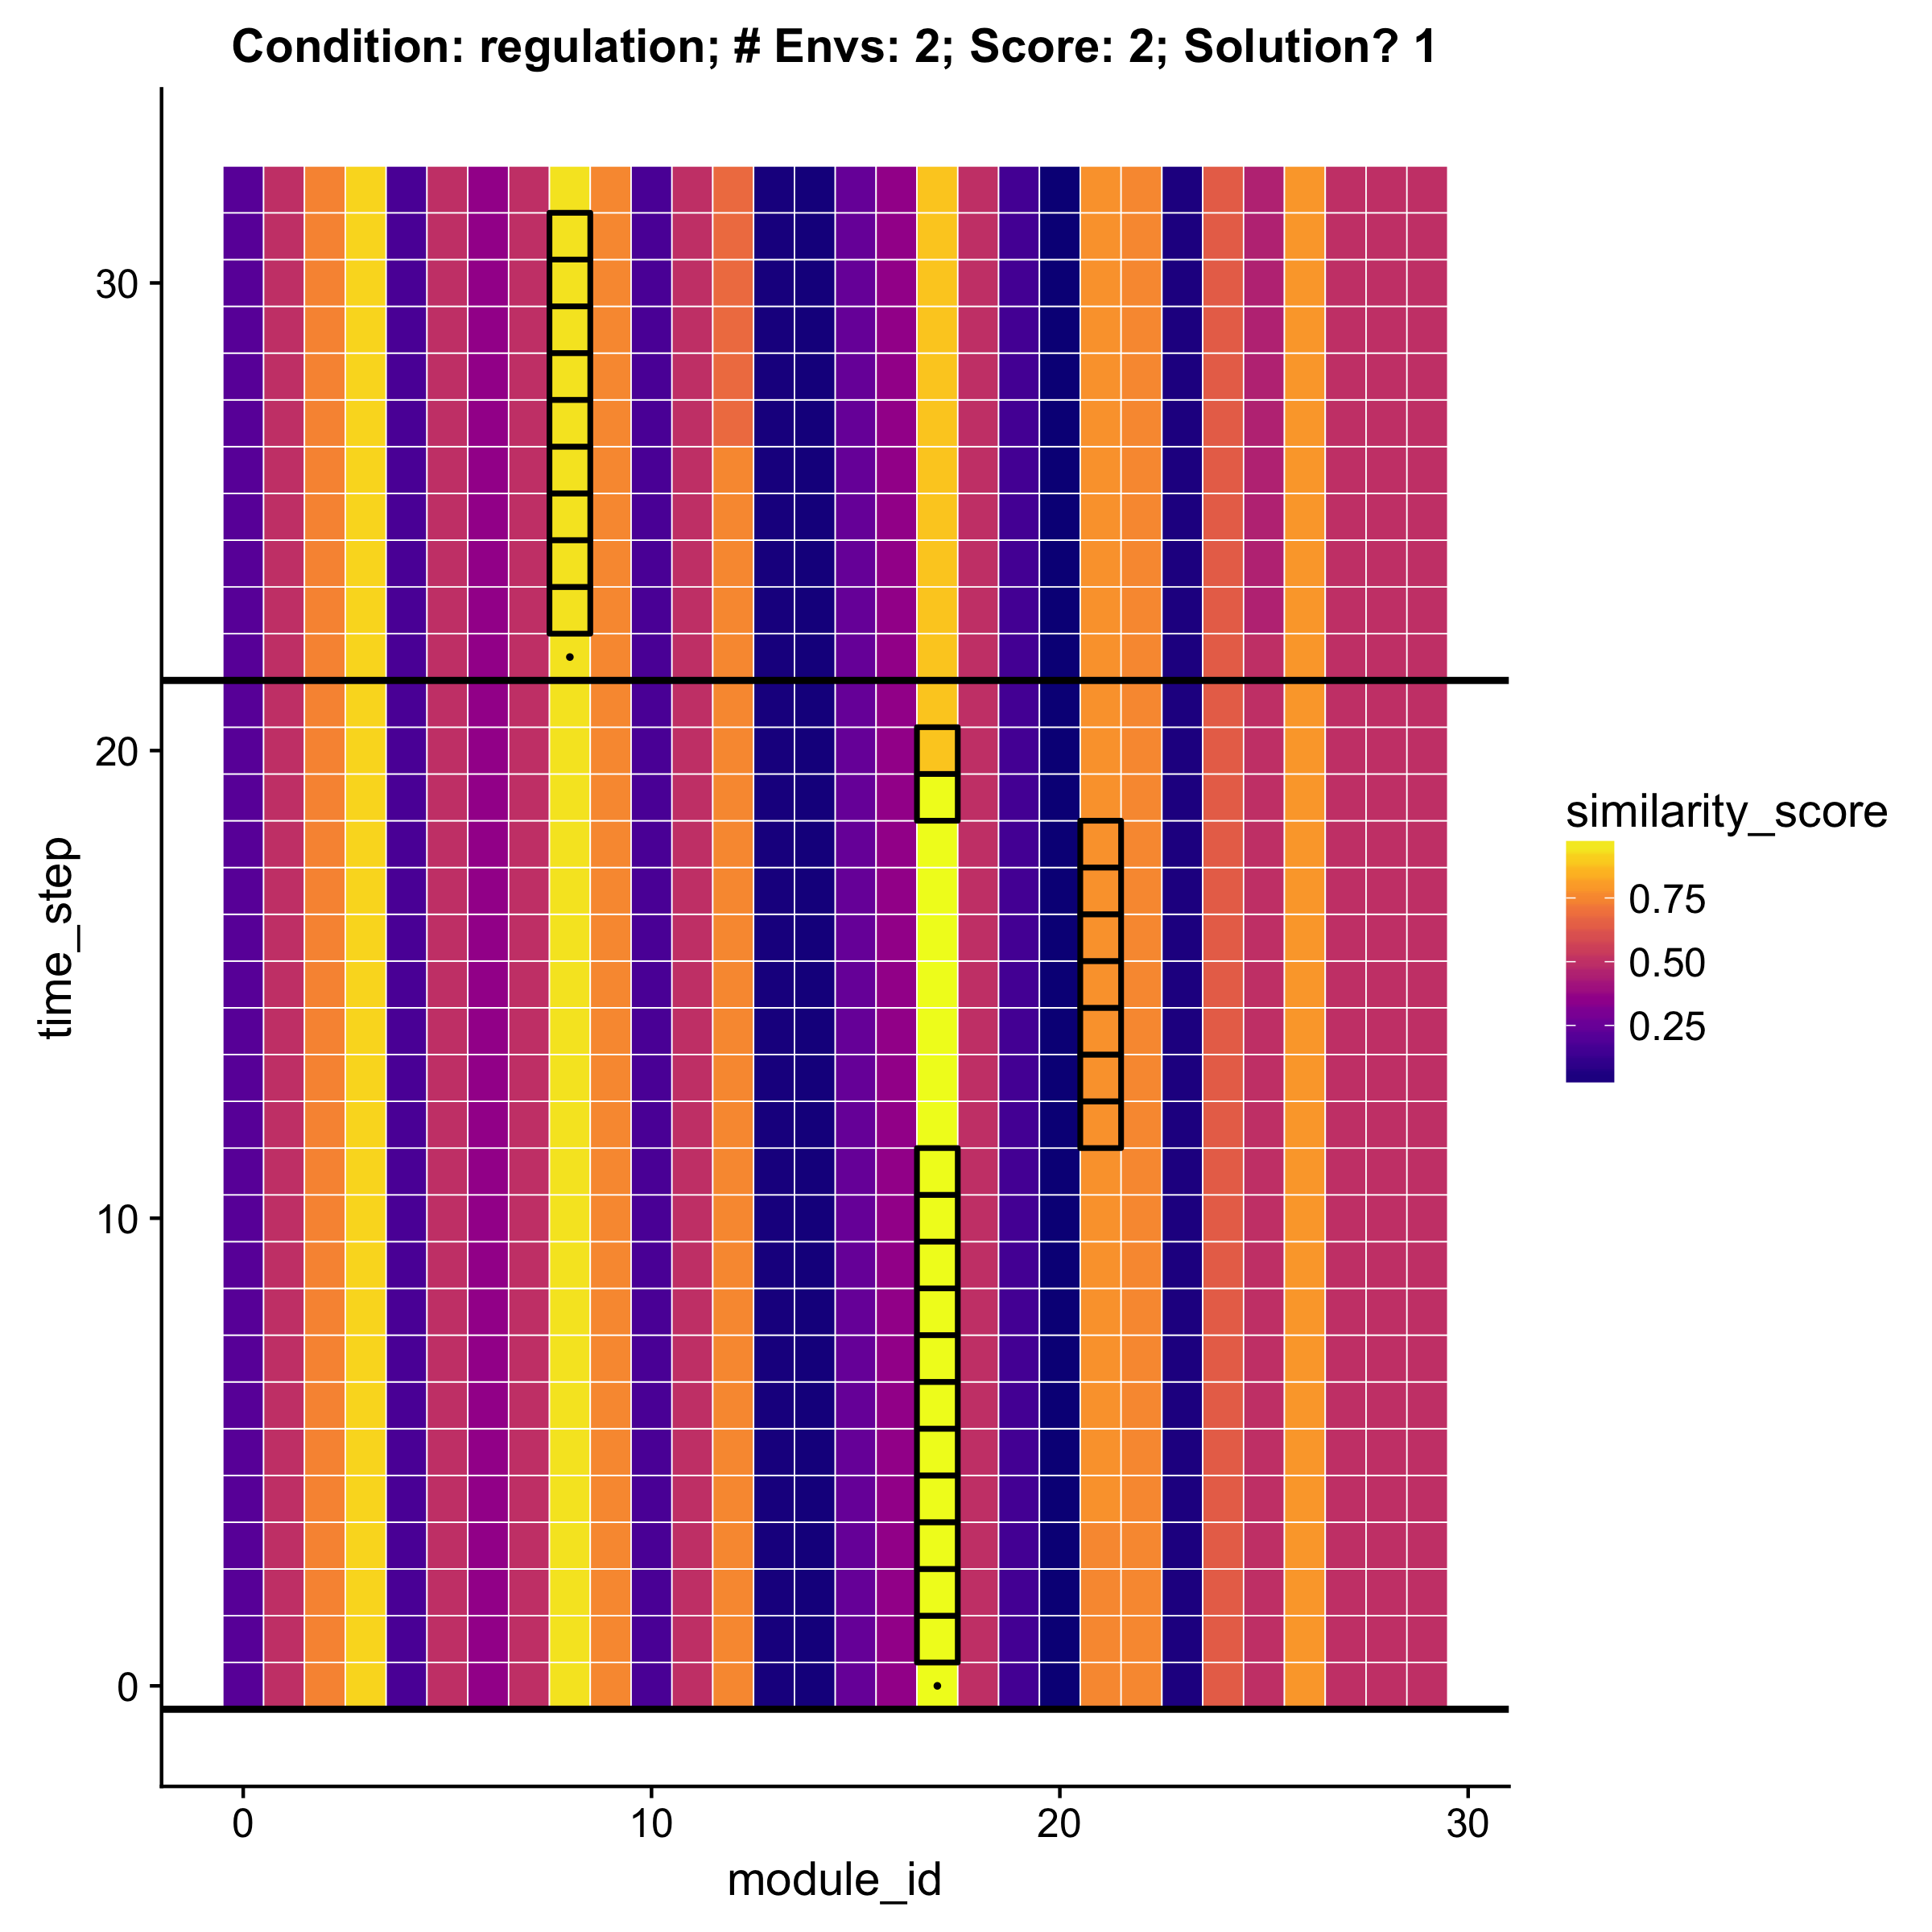 Condition: regulation; # Envs: 2; Score: 2; Solution? 1
30
20
10
0
time_step
0
10
20
30
module_id
similarity_score
0.75
0.50
0.25